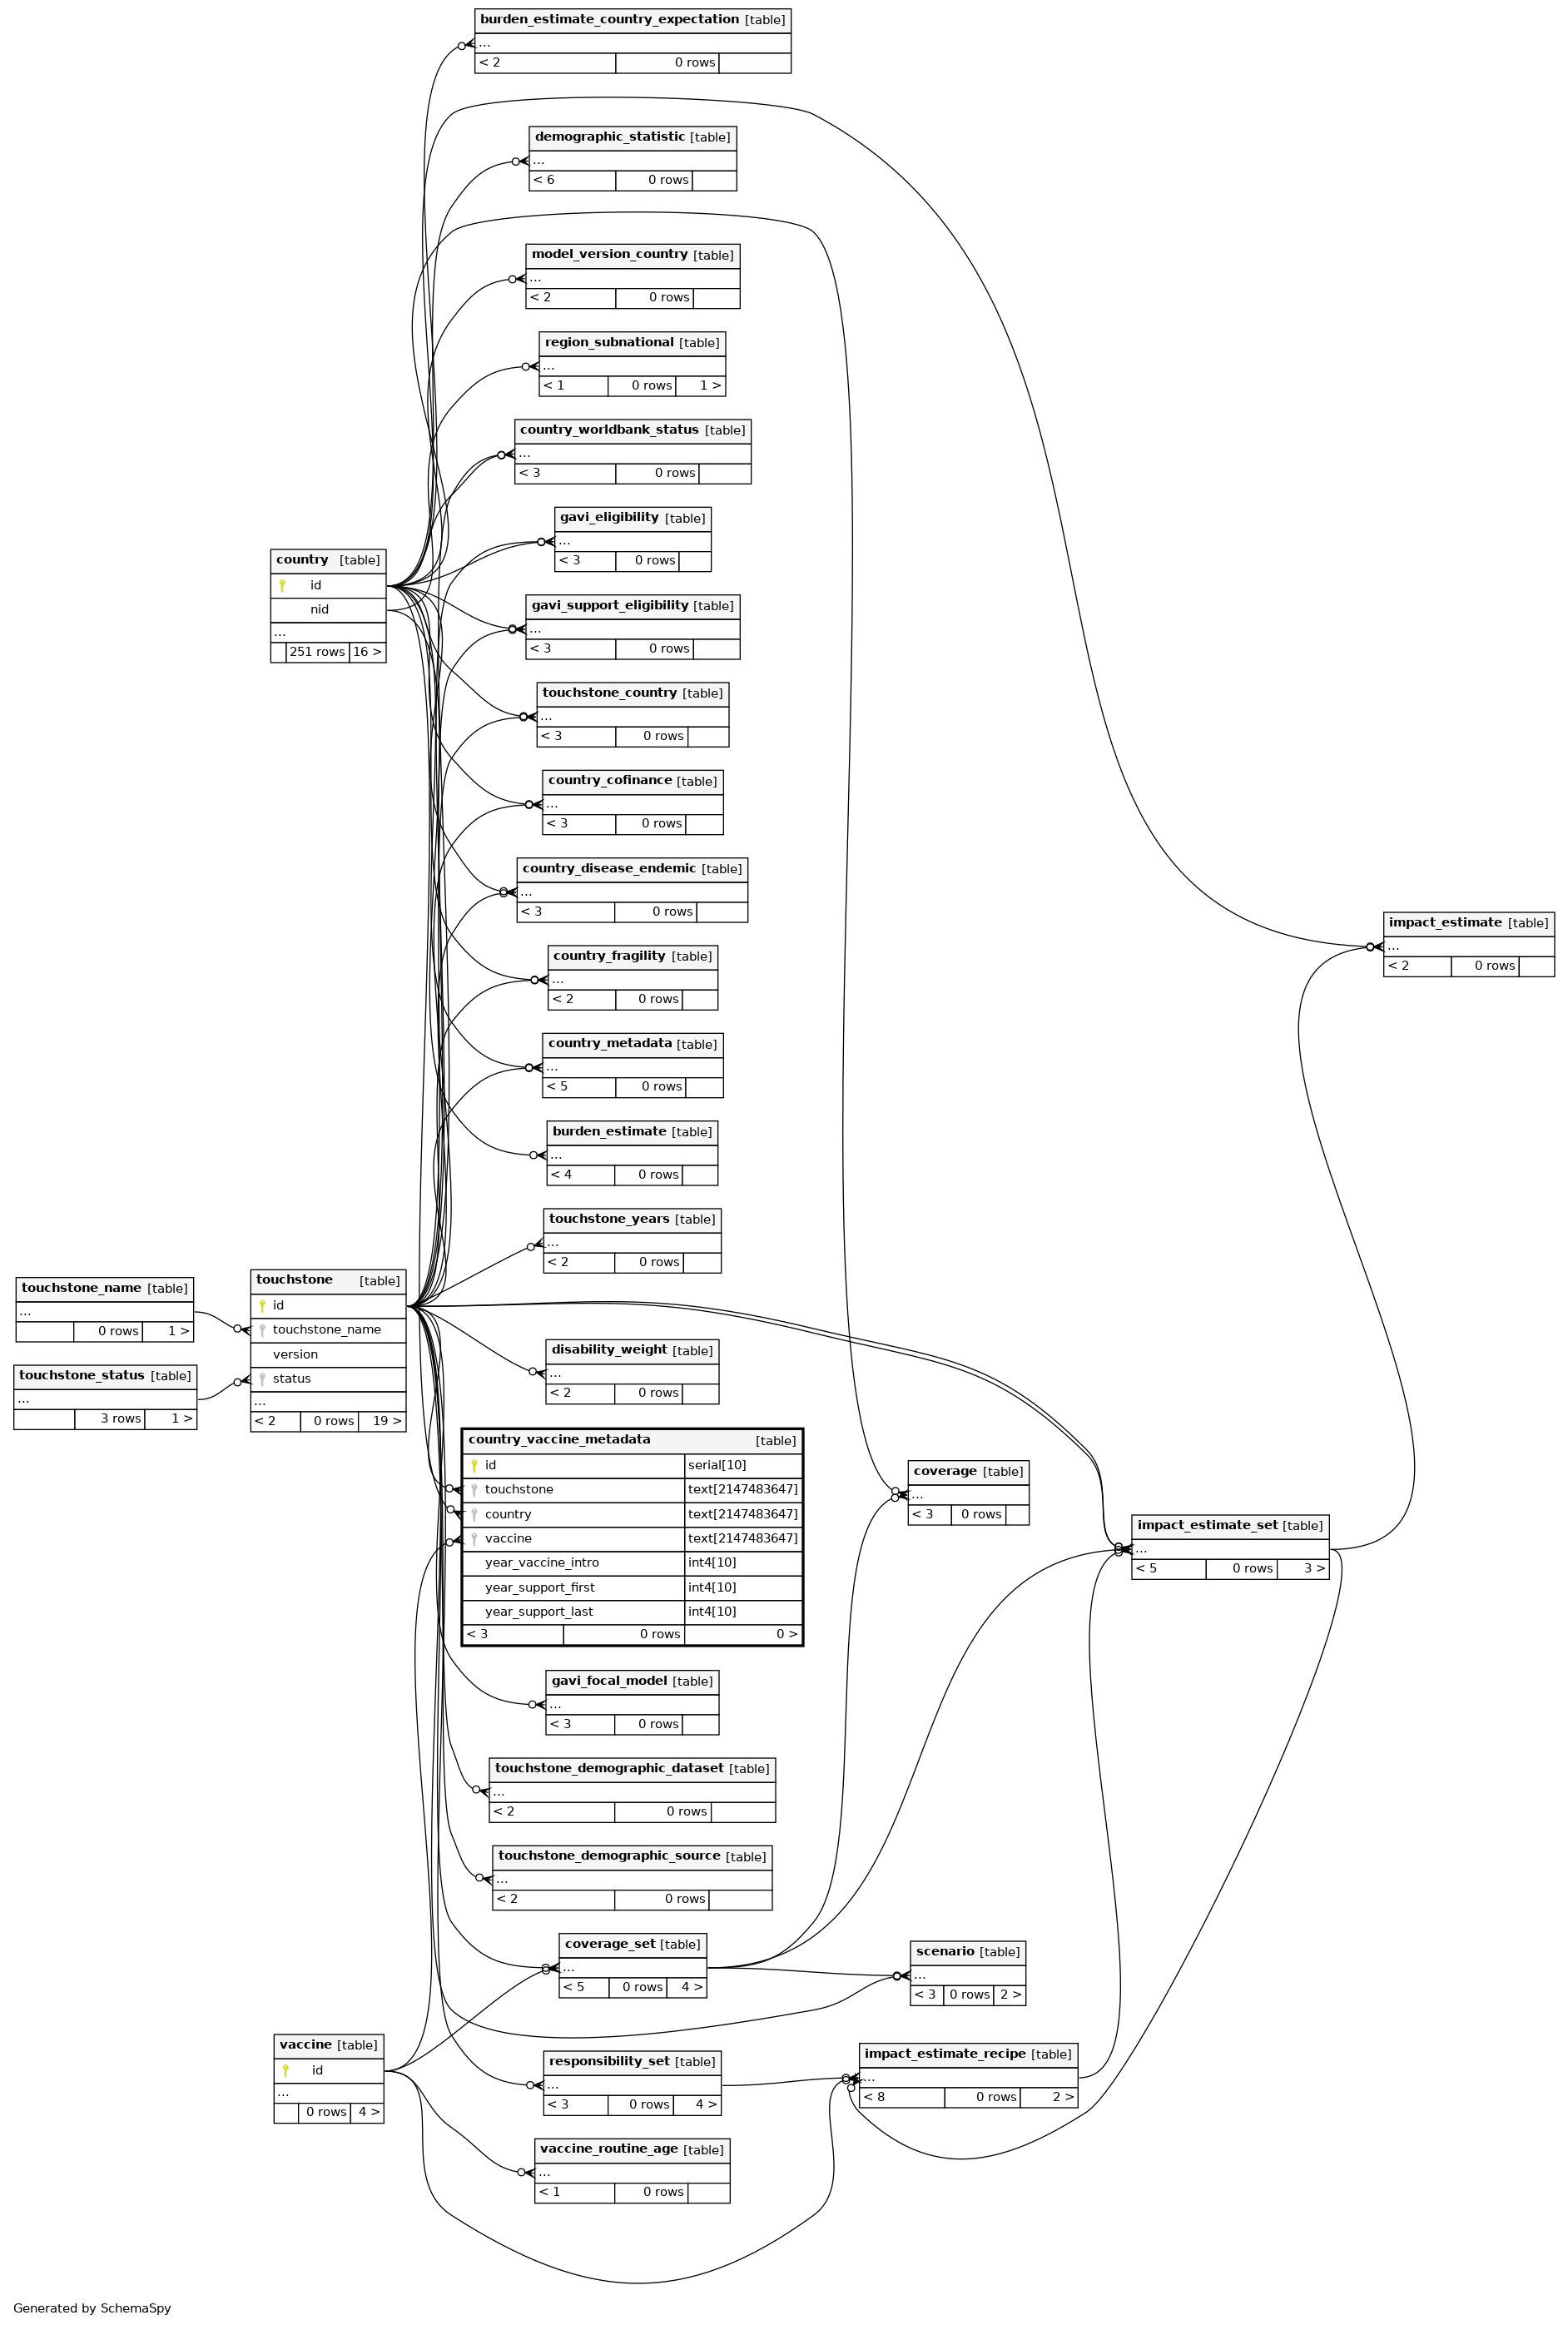 burden_estimate_country_expectation [table]
...
< 2 0 rows
demographic_statistic [table]
...
< 6 0 rows
model_version_country [table]
...
< 2 0 rows
region_subnational [table]
...
< 1 0 rows 1 >
country_worldbank_status [table]
...
< 3 0 rows
gavi_eligibility [table]
...
< 3 0 rows
country [table]
id
nid
...
251 rows 16 >
gavi_support_eligibility [table]
...
< 3 0 rows
touchstone_country [table]
...
< 3 0 rows
country_cofinance [table]
...
< 3 0 rows
country_disease_endemic [table]
...
< 3 0 rows
impact_estimate [table]
...
< 2 0 rows
country_fragility [table]
...
< 2 0 rows
country_metadata [table]
...
< 5 0 rows
burden_estimate [table]
...
< 4 0 rows
touchstone_years [table]
...
< 2 0 rows
touchstone_name [table]
...
0 rows 1 >
touchstone_status [table]
...
3 rows 1 >
touchstone [table]
id
touchstone_name
version
status
...
< 2 0 rows 19 >
disability_weight [table]
...
< 2 0 rows
country_vaccine_metadata [table]
id serial[10]
touchstone text[2147483647]
country text[2147483647]
vaccine text[2147483647]
year_vaccine_intro int4[10]
year_support_first int4[10]
year_support_last int4[10]
< 3 0 rows 0 >
coverage [table]
...
< 3 0 rows
impact_estimate_set [table]
...
< 5 0 rows 3 >
gavi_focal_model [table]
...
< 3 0 rows
touchstone_demographic_dataset [table]
...
< 2 0 rows
touchstone_demographic_source [table]
...
< 2 0 rows
coverage_set [table]
...
< 5 0 rows 4 >
scenario [table]
...
< 3 0 rows 2 >
vaccine [table]
id
...
0 rows 4 >
responsibility_set [table]
...
< 3 0 rows 4 >
impact_estimate_recipe [table]
...
< 8 0 rows 2 >
vaccine_routine_age [table]
...
< 1 0 rows
Generated by SchemaSpy